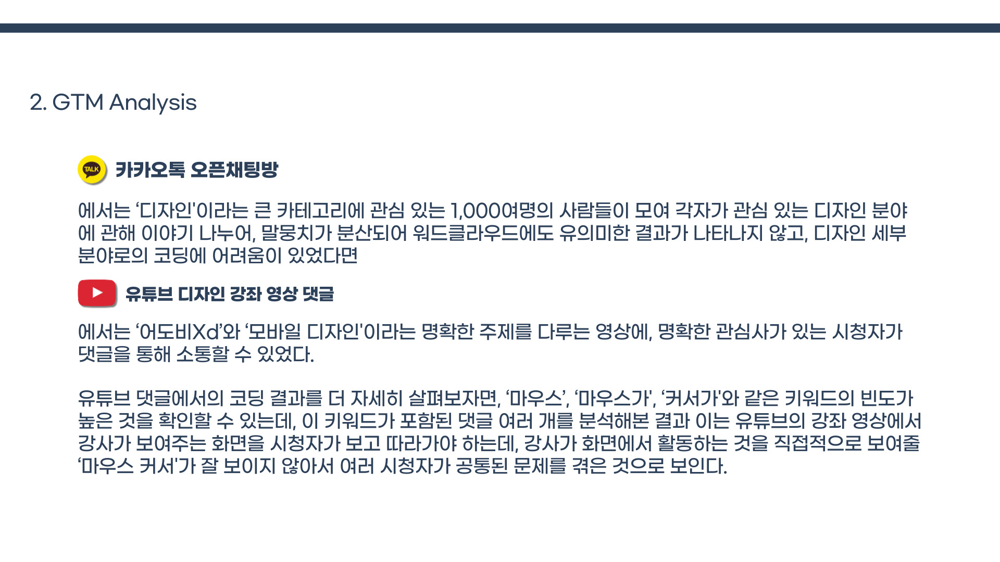 2. GTM Analysis
TALK
카카오톡 오픈채팅방
에서는 ‘디자인'이라는 큰 카테고리에 관심 있는 1,000여명의 사람들이 모여 각자가 관심 있는 디자인 분야
에 관해 이야기 나누어, 말뭉치가 분산되어 워드클라우드에도 유의미한 결과가 나타나지 않고, 디자인 세부
분야로의 코딩에 어려움이 있었다면
유튜브 디자인 강좌 영상 댓글
에서는 ‘어도비Xd’와 ‘모바일 디자인'이라는 명확한 주제를 다루는 영상에, 명확한 관심사가 있는 시청자가
댓글을 통해 소통할 수 있었다.
유튜브 댓글에서의 코딩 결과를 더 자세히 살펴보자면, ‘마우스’, ‘마우스가', ‘커서가'와 같은 키워드의 빈도가
높은 것을 확인할 수 있는데, 이 키워드가 포함된 댓글 여러 개를 분석해본 결과 이는 유튜브의 강좌 영상에서
강사가 보여주는 화면을 시청자가 보고 따라가야 하는데, 강사가 화면에서 활동하는 것을 직접적으로 보여줄
‘마우스 커서'가 잘 보이지 않아서 여러 시청자가 공통된 문제를 겪은 것으로 보인다.